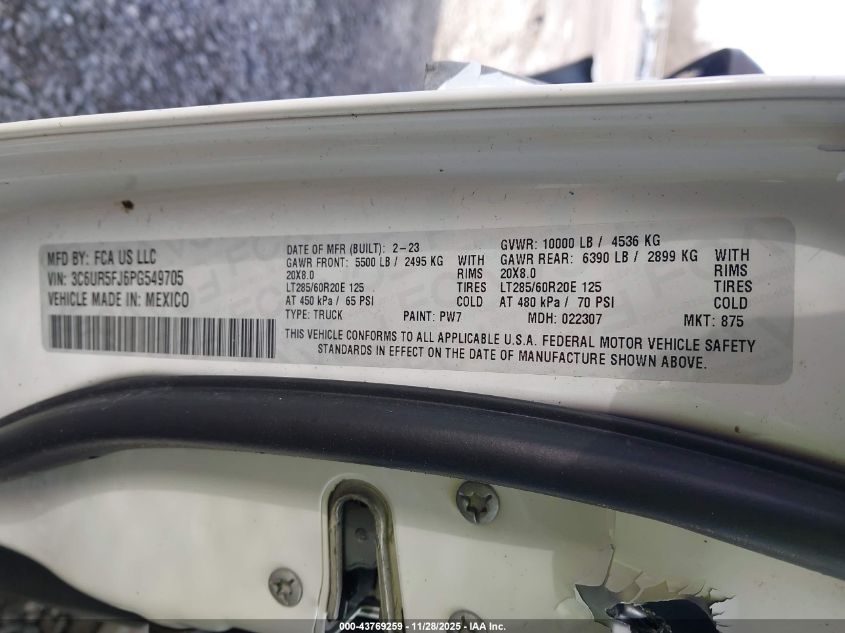 MFD BY: FCA US LLC
VIN: 3C6UR5FJ6PG549705
VEHICLE MADE IN: MEXICO
DATE OF MFR (BUILT): 2-23 GVWR: 10000 LB / 4536 KG
GAWR FRONT: 5500 LB / 2495 KG WITH GAWR REAR: 6390 LB / 2899 KG WITH
20X8.0 RIMS 20X8.0 RIMS
LT285/60R20E 125 TIRES LT285/60R20E 125 TIRES
AT 450 kPa / 65 PSI COLD AT 480 kPa / 70 PSI COLD
TYPE: TRUCK PAINT: PW7 MDH: 022307 MKT: 875
THIS VEHICLE CONFORMS TO ALL APPLICABLE U.S.A. FEDERAL MOTOR VEHICLE SAFETY
STANDARDS IN EFFECT ON THE DATE OF MANUFACTURE SHOWN ABOVE.
000-43769259 - 11/28/2025 - IAA Inc.